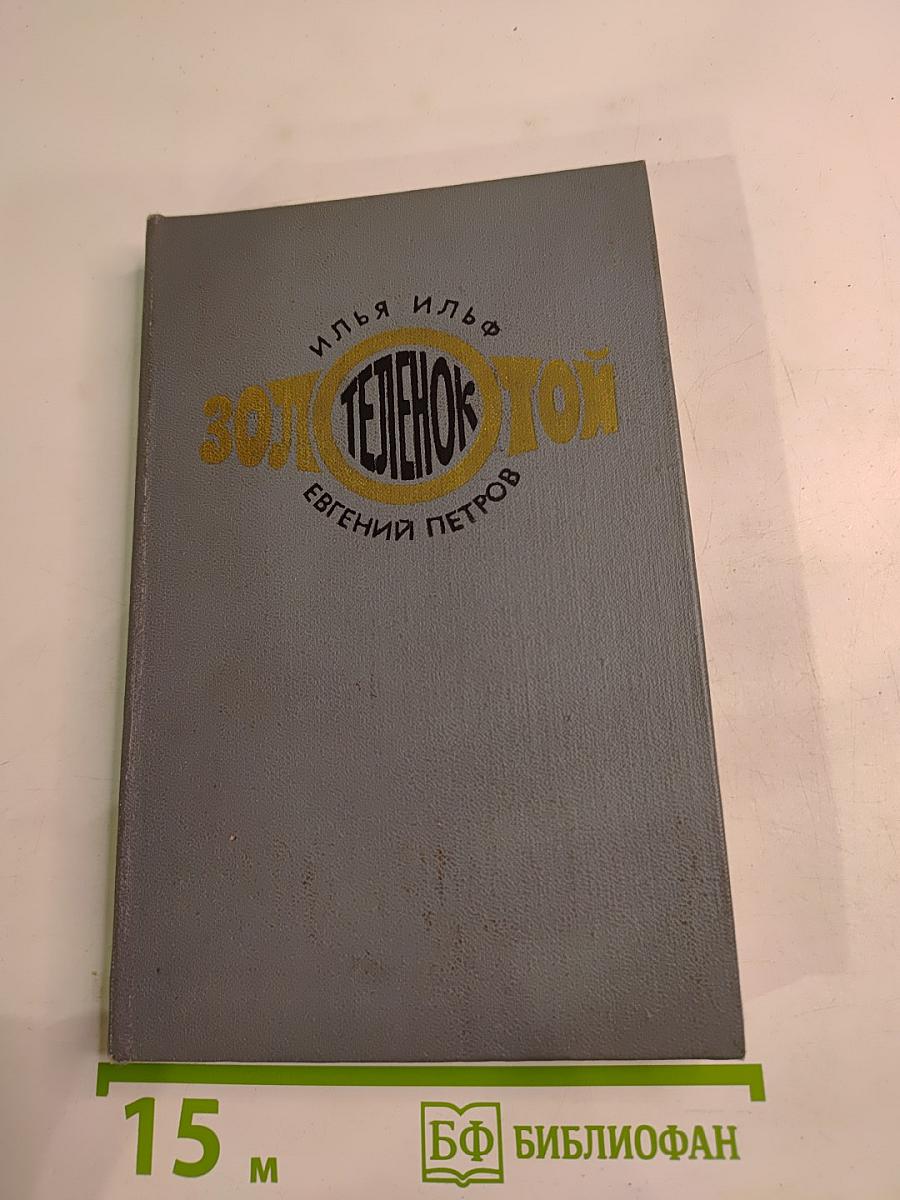 ИЛЬЯ ИЛЬФ
ЗОЛОТОЙ
ТЕЛЕНОК
ЕВГЕНИЙ ПЕТРОВ
15 м
БФ БИБЛИОФАН